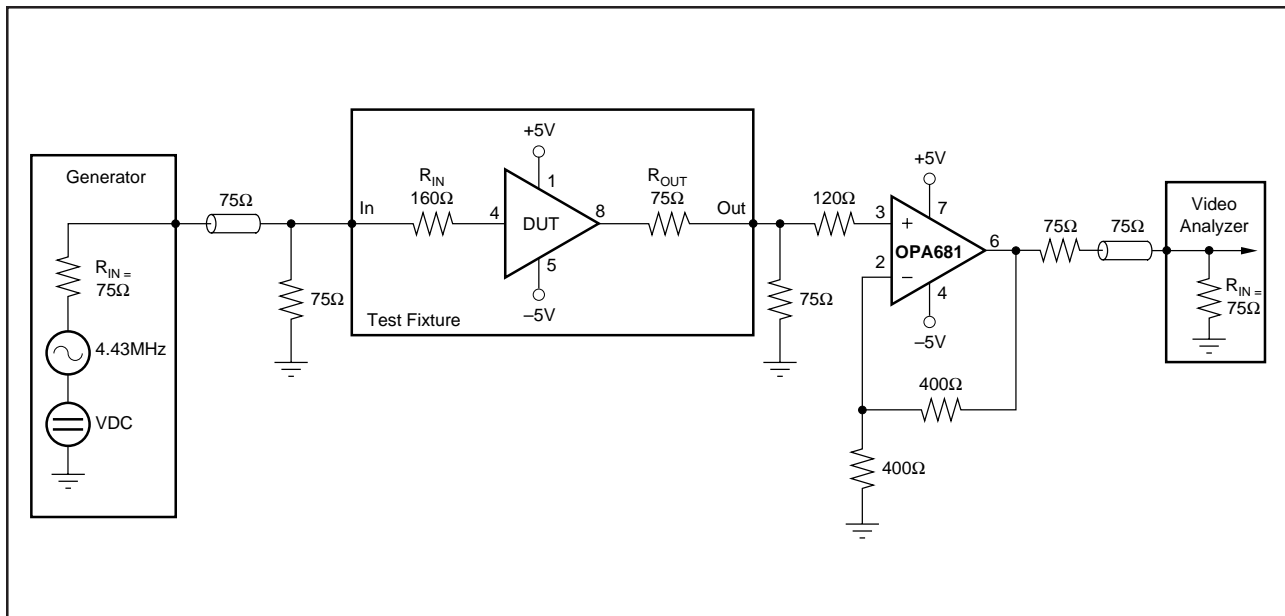 Generator
R_IN =
75Ω
4.43MHz
VDC
75Ω
75Ω
In
R_IN
160Ω
4
+5V
1
DUT
5
–5V
8
R_OUT
75Ω
Out
Test Fixture
75Ω
120Ω
+5V
7
3
+
OPA681
2
–
6
4
–5V
400Ω
400Ω
75Ω
75Ω
Video
Analyzer
R_IN =
75Ω